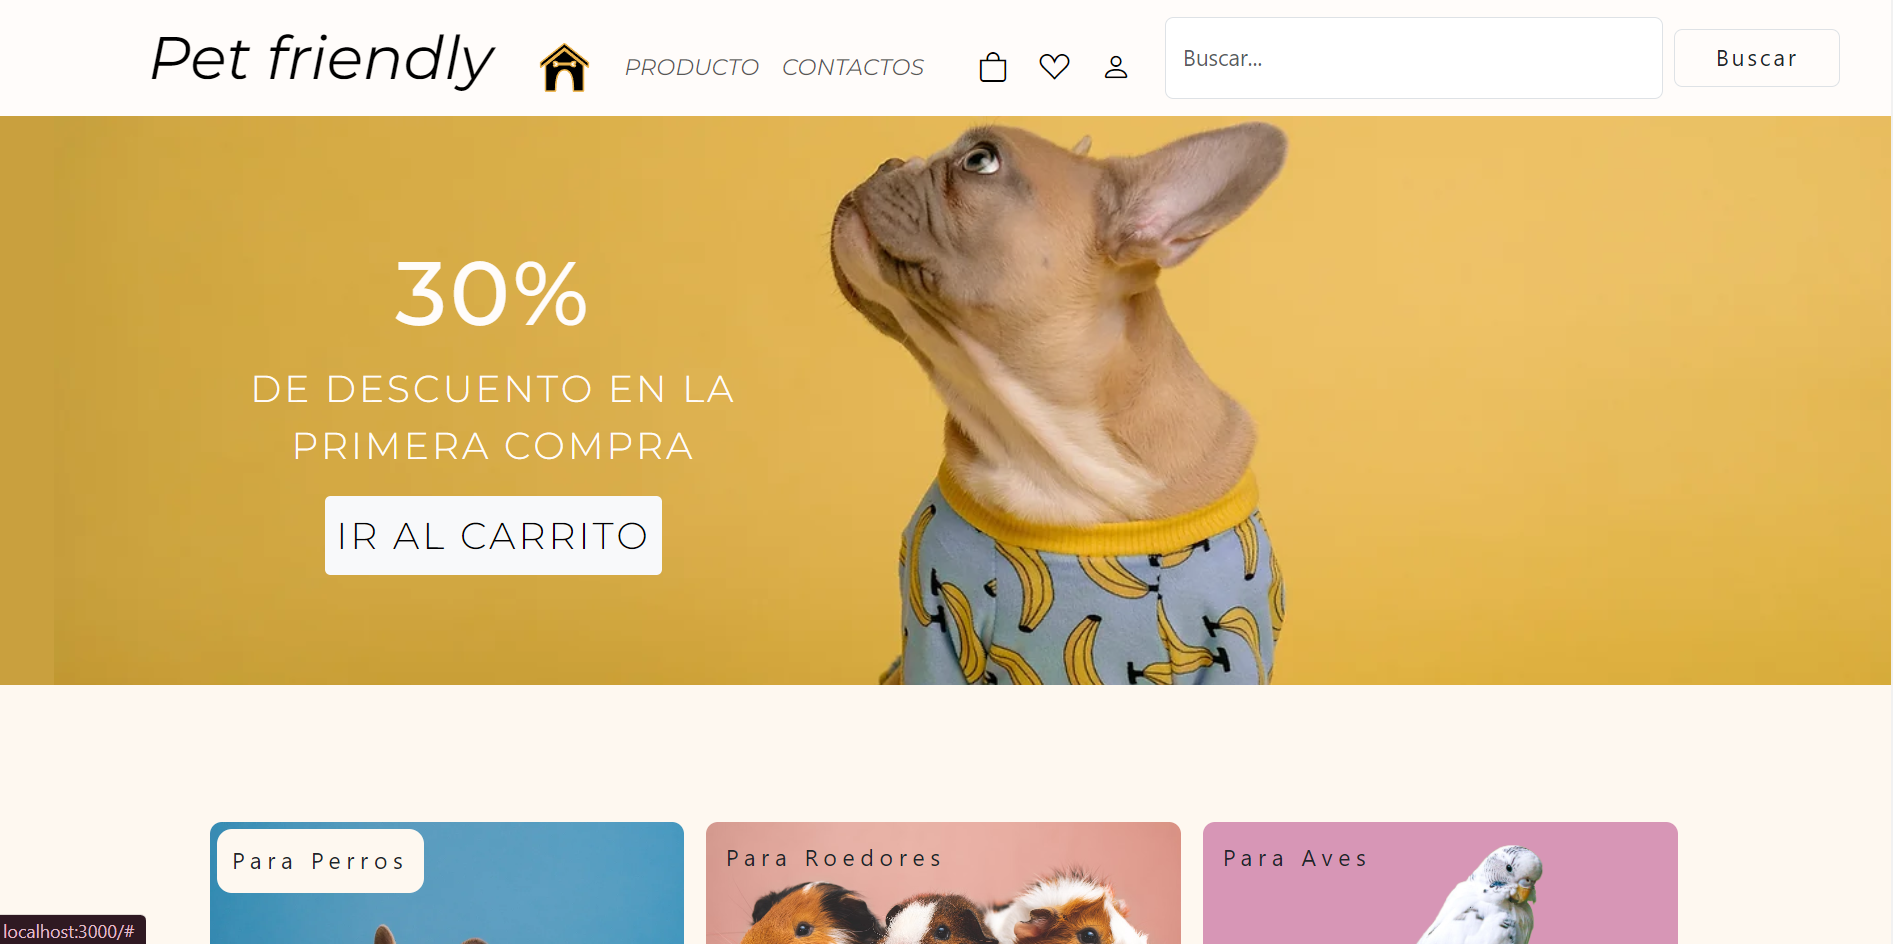 Pet friendly
PRODUCTO CONTACTOS
Buscar...
Buscar
30%
DE DESCUENTO EN LA
PRIMERA COMPRA
IR AL CARRITO
Para Perros
Para Roedores
Para Aves
localhost:3000/#